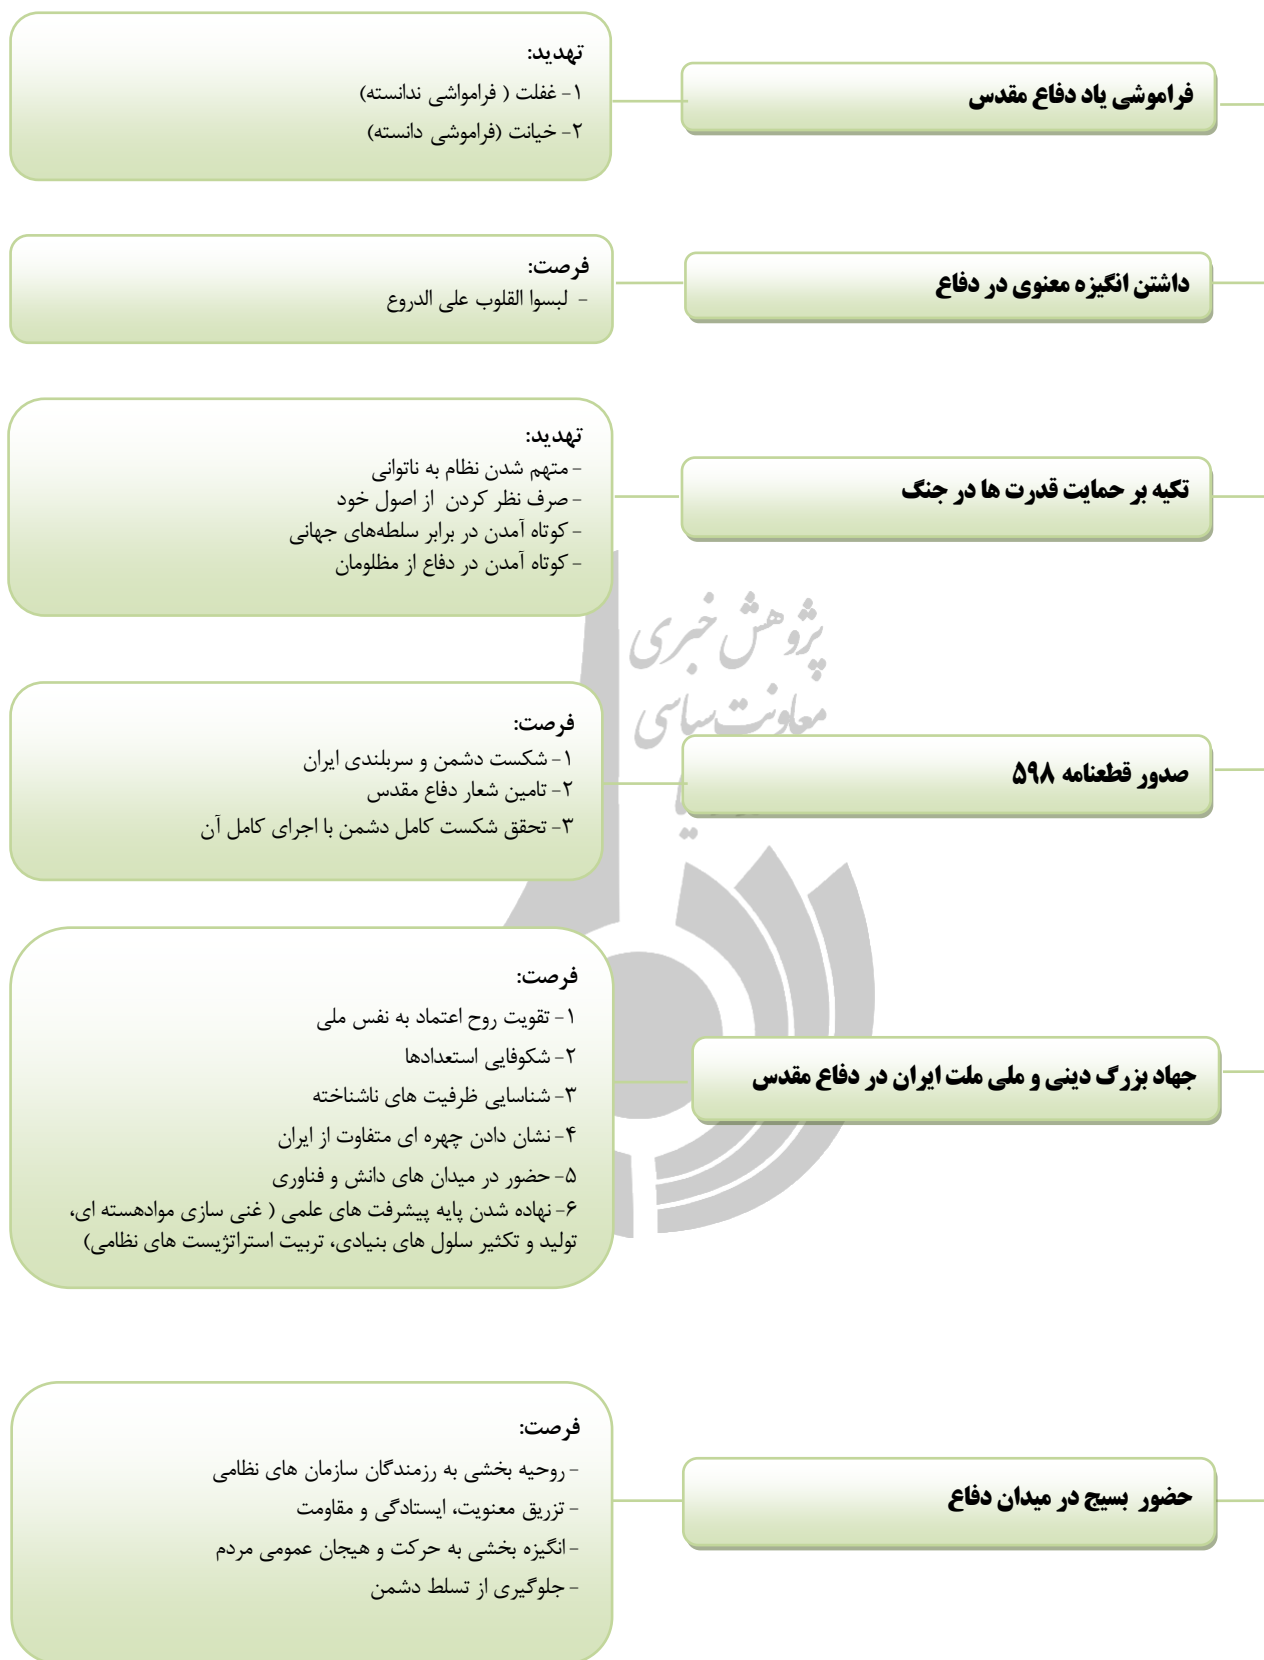 فراموشی یاد دفاع مقدس
تهدید:
۱- غفلت ( فرامواشی ندانسته)
۲- خیانت (فراموشی دانسته)
داشتن انگیزه معنوی در دفاع
فرصت:
- لبسوا القلوب علی الدروع
تکیه بر حمایت قدرت ها در جنگ
تهدید:
- متهم شدن نظام به ناتوانی
- صرف نظر کردن از اصول خود
- کوتاه آمدن در برابر سلطه‌های جهانی
- کوتاه آمدن در دفاع از مظلومان
پژوهش خبری
معاونت سیاسی
صدور قطعنامه ۵۹۸
فرصت:
۱- شکست دشمن و سربلندی ایران
۲- تامین شعار دفاع مقدس
۳- تحقق شکست کامل دشمن با اجرای کامل آن
جهاد بزرگ دینی و ملی ملت ایران در دفاع مقدس
فرصت:
۱- تقویت روح اعتماد به نفس ملی
۲- شکوفایی استعدادها
۳- شناسایی ظرفیت های ناشناخته
۴- نشان دادن چهره ای متفاوت از ایران
۵- حضور در میدان های دانش و فناوری
۶- نهاده شدن پایه پیشرفت های علمی ( غنی سازی موادهسته ای،
تولید و تکثیر سلول های بنیادی، تربیت استراتژیست های نظامی)
حضور بسیج در میدان دفاع
فرصت:
- روحیه بخشی به رزمندگان سازمان های نظامی
- تزریق معنویت، ایستادگی و مقاومت
- انگیزه بخشی به حرکت و هیجان عمومی مردم
- جلوگیری از تسلط دشمن